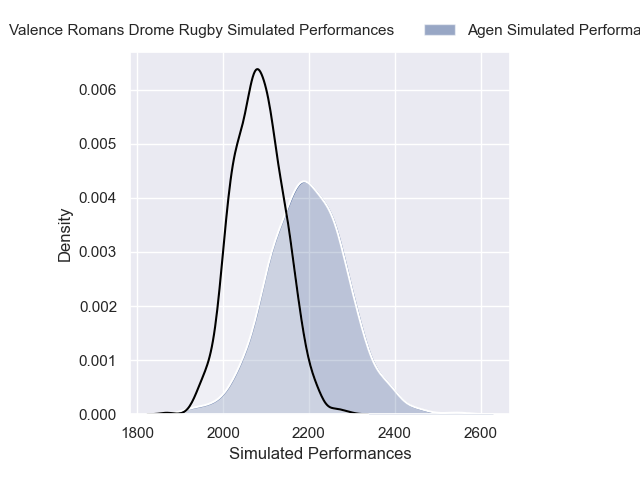 Valence Romans Drome Rugby Simulated Performances
Agen Simulated Performa
0.006
0.005
0.004
0.003
0.002
0.001
0.000
Density
1800 2000 2200 2400 2600
Simulated Performances